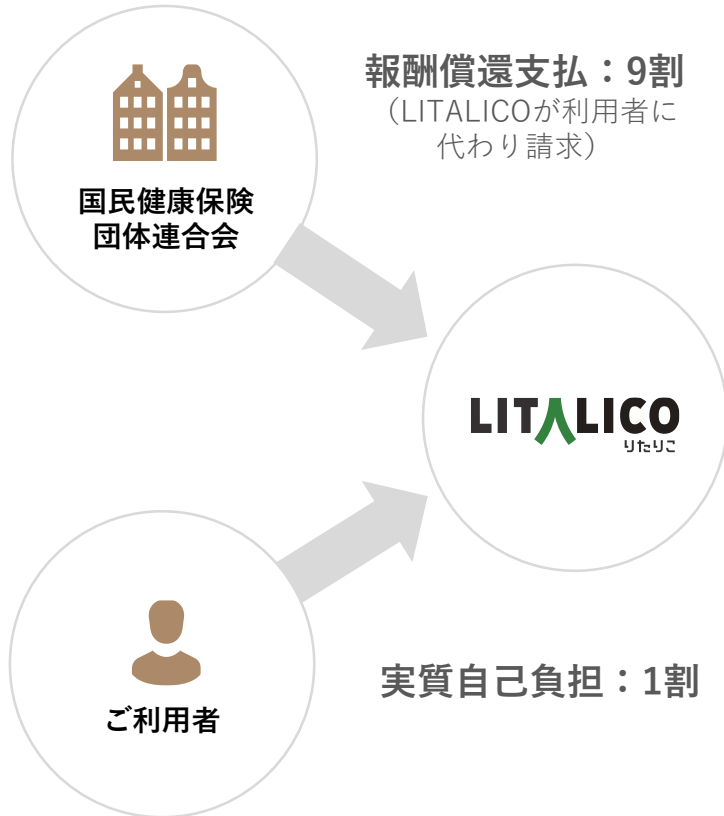 報酬償還支払：9割
（LITALICOが利用者に
代わり請求）
国民健康保険
団体連合会
LITALICO
りたりこ
実質自己負担：1割
ご利用者